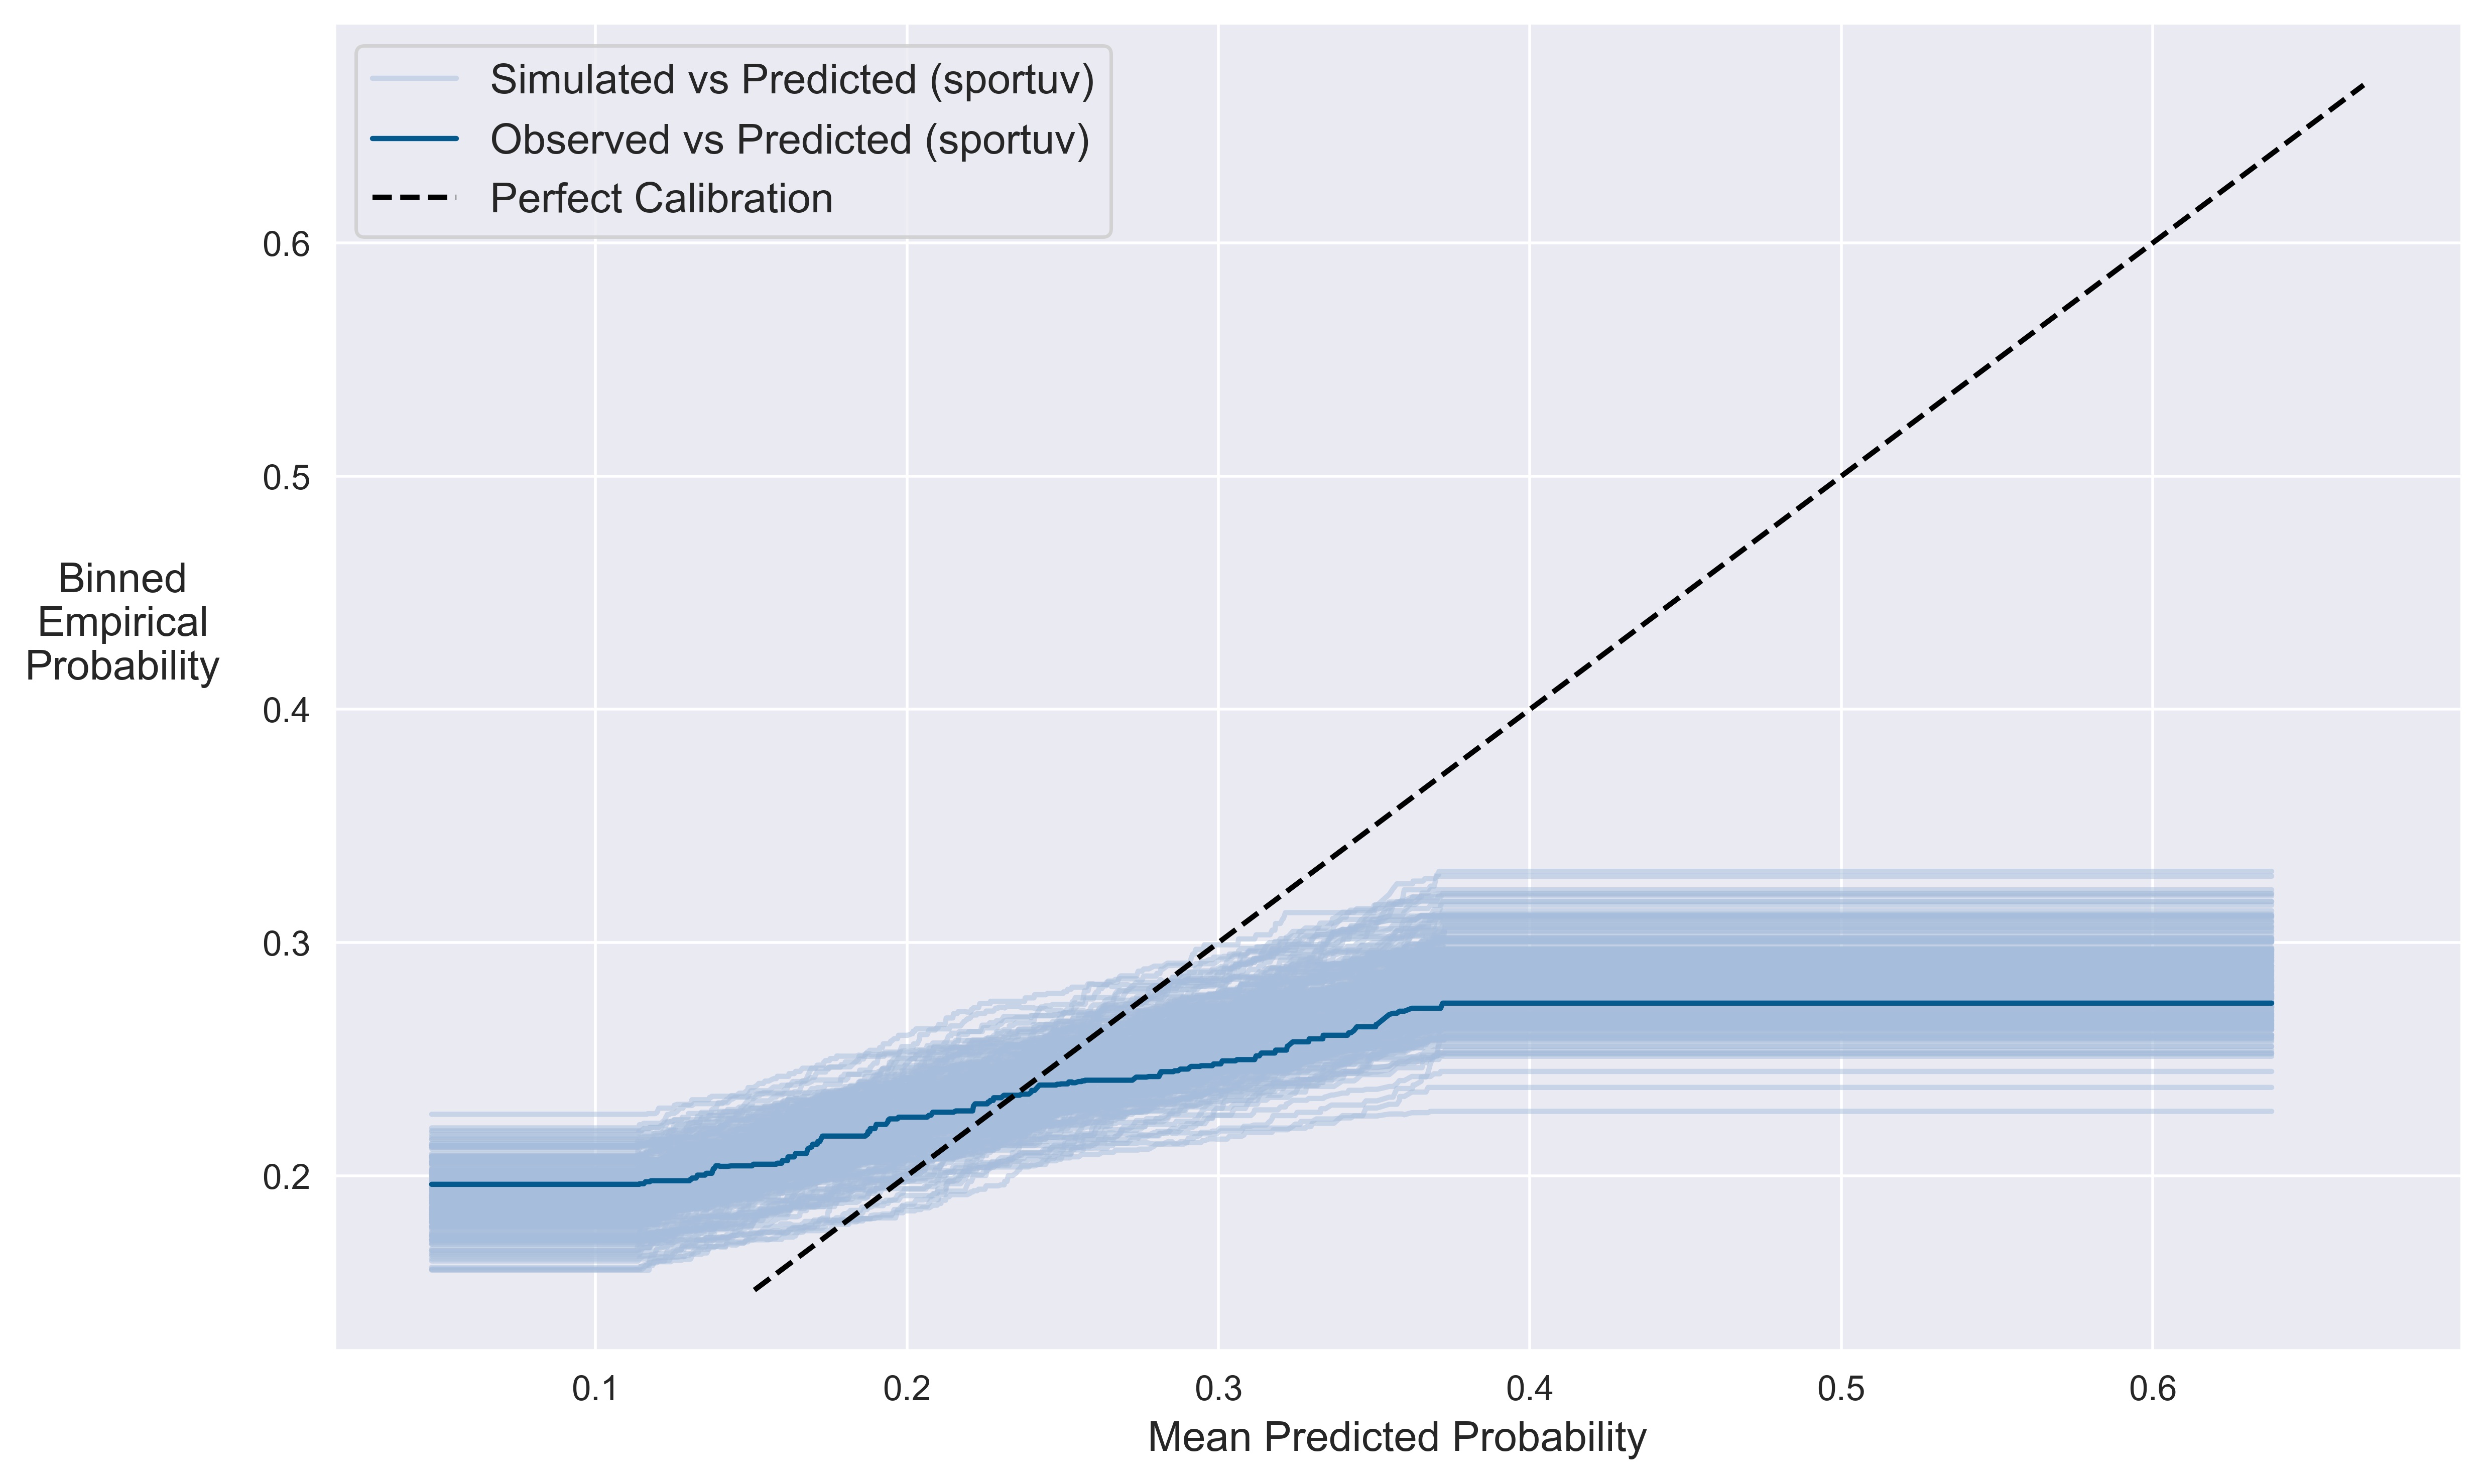 Simulated vs Predicted (sportuv)
Observed vs Predicted (sportuv)
Perfect Calibration
0.6
0.5
0.4
0.3
0.2
Binned
Empirical
Probability
0.1 0.2 0.3 0.4 0.5 0.6
Mean Predicted Probability